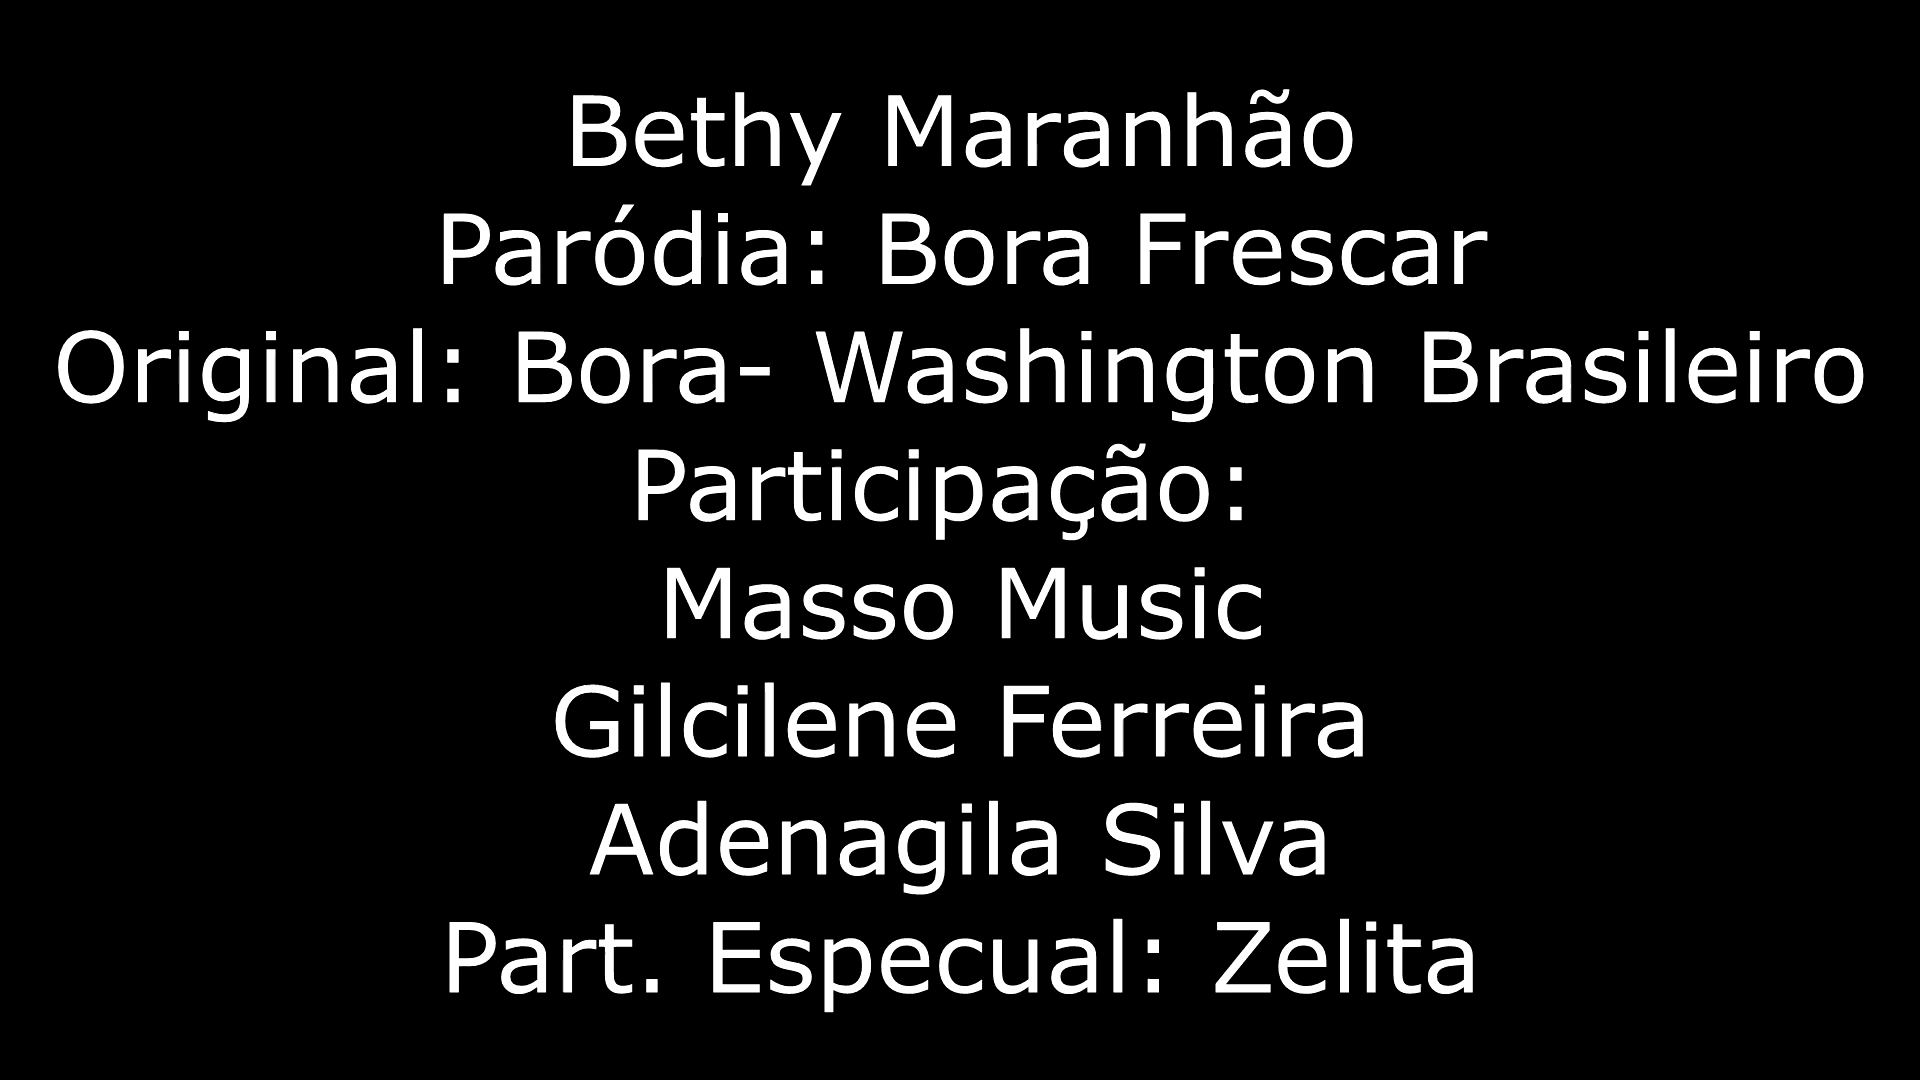 Bethy Maranhão
Paródia: Bora Frescar
Original: Bora- Washington Brasileiro
Participação:
Masso Music
Gilcilene Ferreira
Adenagila Silva
Part. Especual: Zelita